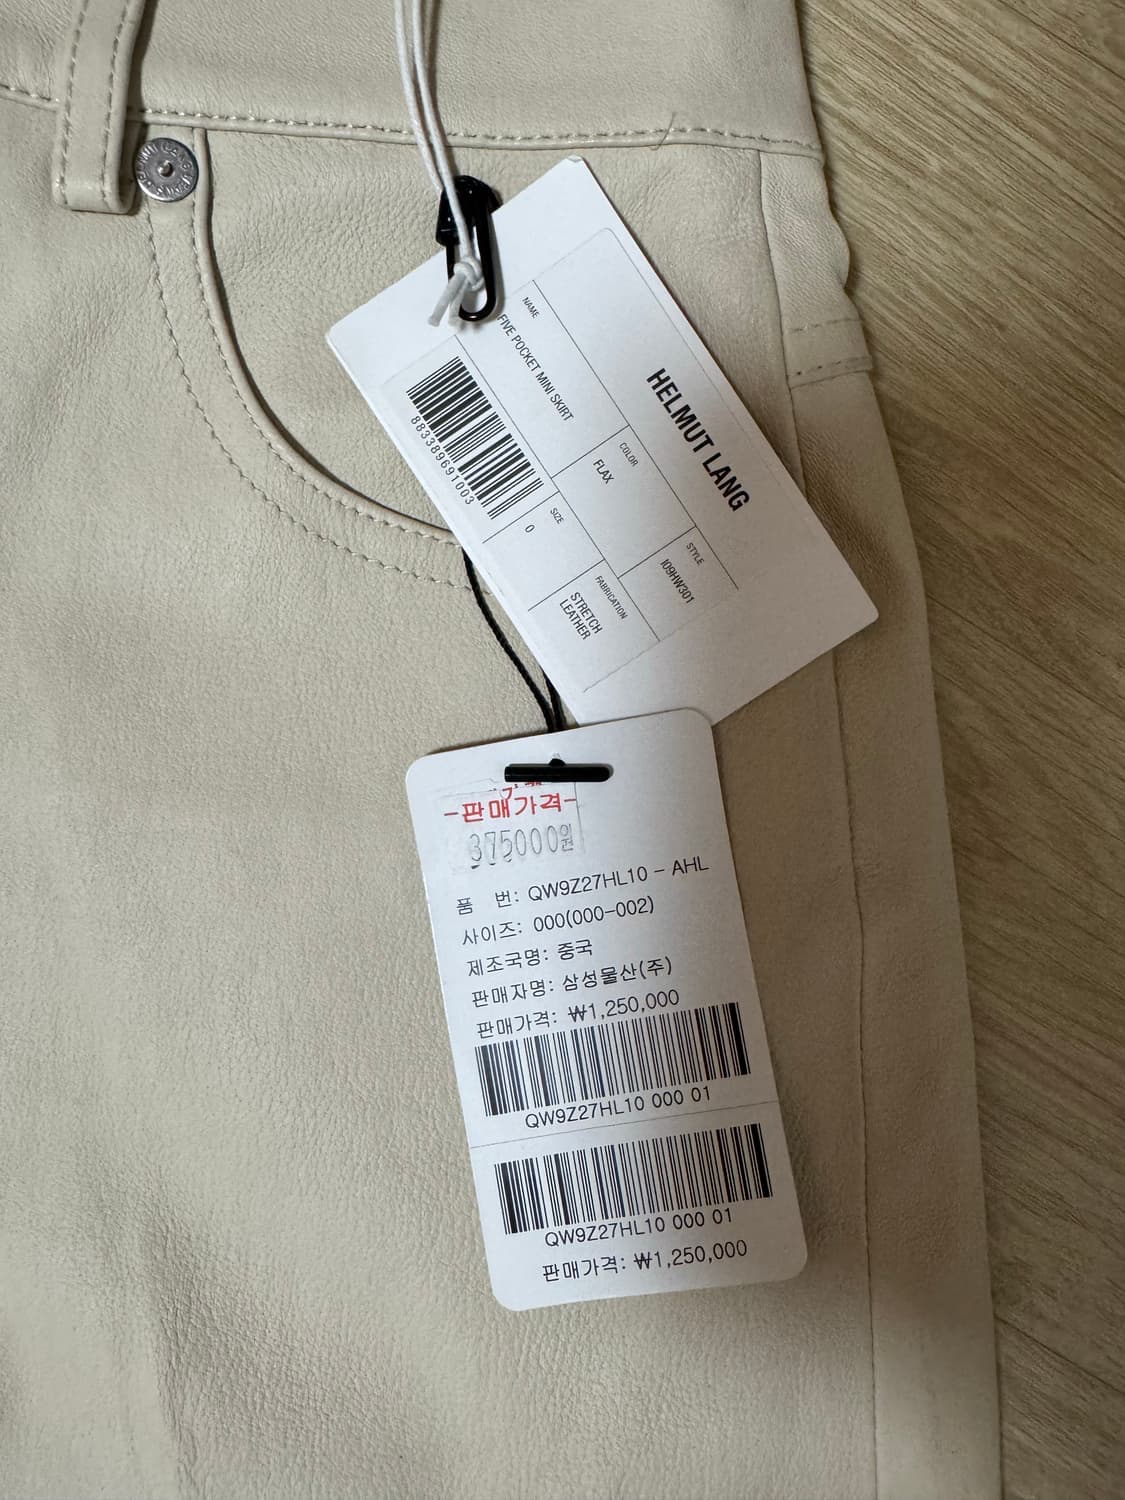 HELMUT LANG
NAME
FIVE POCKET MINI SKIRT
COLOR
FLAX
STYLE
I09HW301
SIZE
0
FABRICATION
STRETCH
LEATHER
883389691003
-판매가격-
375000원
품 번: QW9Z27HL10 - AHL
사이즈: 000(000-002)
제조국명: 중국
판매자명: 삼성물산(주)
판매가격: ₩1,250,000
QW9Z27HL10 000 01
QW9Z27HL10 000 01
판매가격: ₩1,250,000